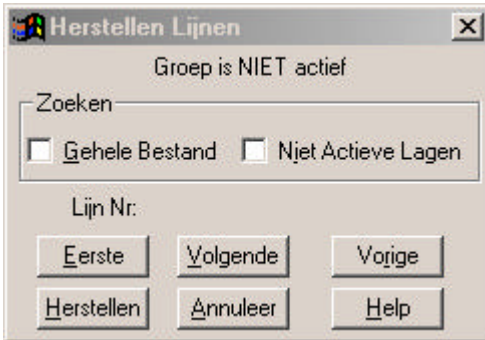 Herstellen Lijnen
Groep is NIET actief
Zoeken
Gehele Bestand Niet Actieve Lagen
Lijn Nr:
Eerste Volgende Vorige
Herstellen Annuleer Help